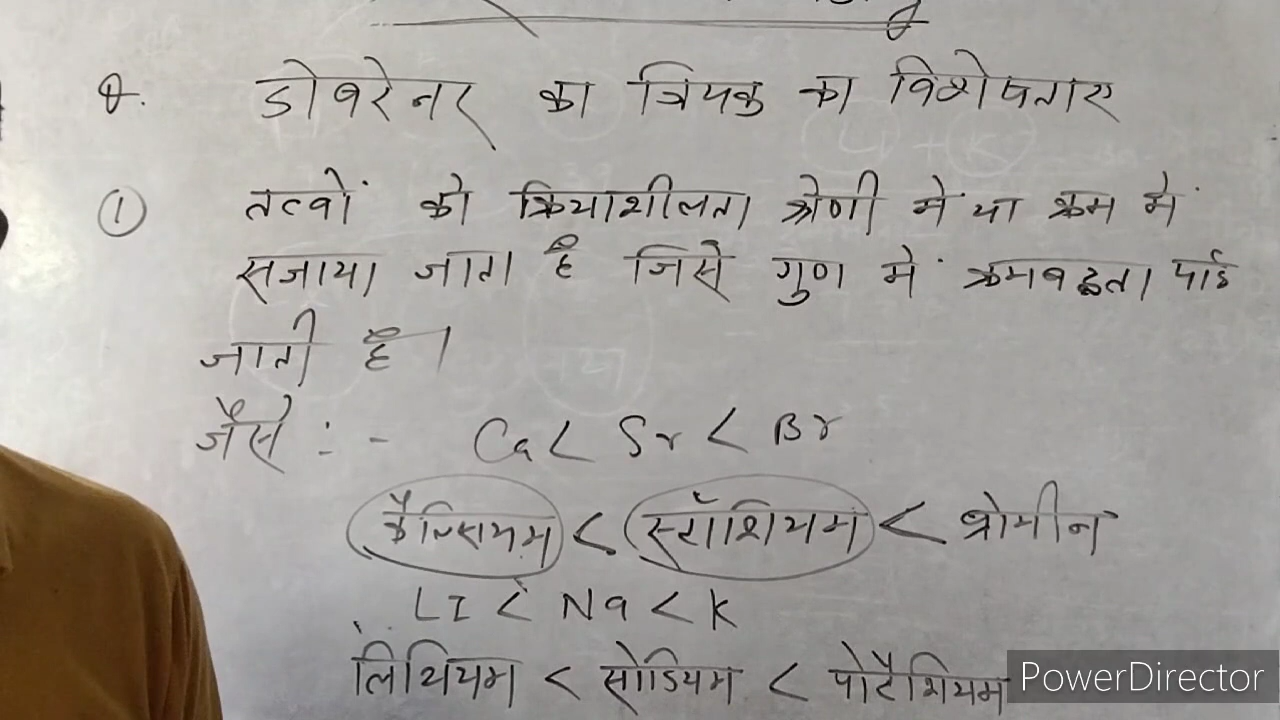 Q. डोबरेनर का त्रियक का विशेषताए
① तत्वों को क्रियाशीलता श्रेणी में या क्रम में
सजाया जाता है जिसे गुण में क्रमबद्धता पाई
जाती है।
जैसे :- Ca < Sr < Br
कैल्सियम < स्टॉशियम < ब्रोमीन
LI < Na < K
लिथियम < सोडियम < पोटैशियम
PowerDirector